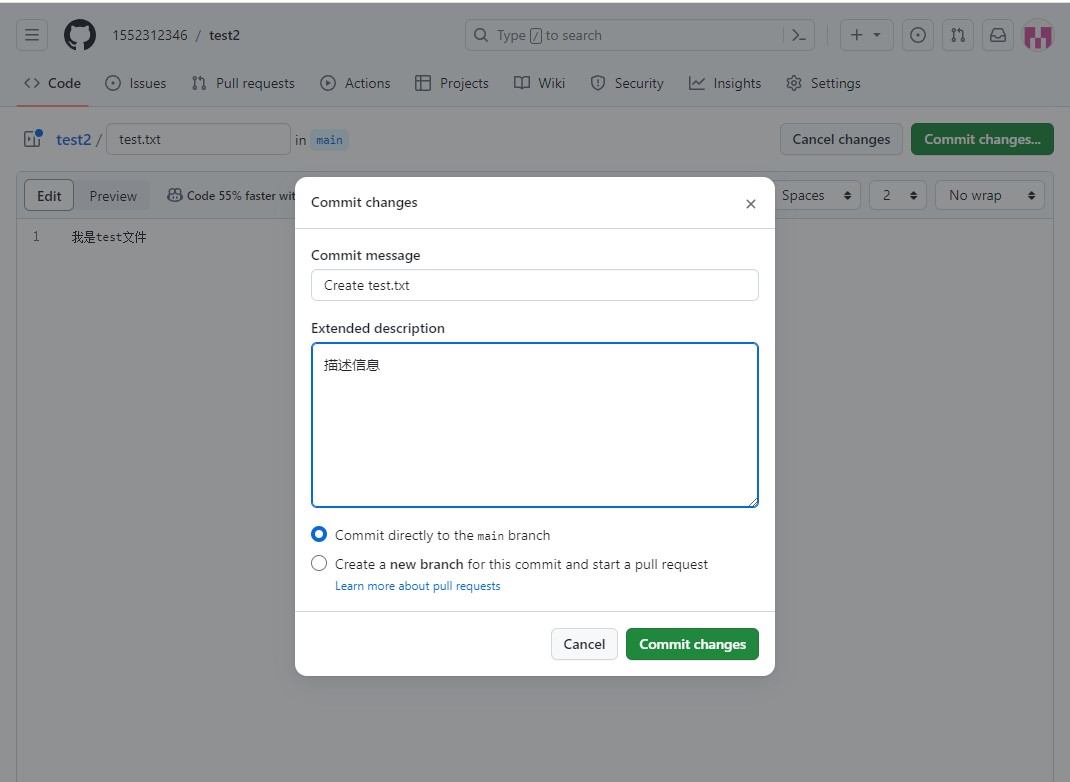 1552312346 / test2
Type / to search
Code Issues Pull requests Actions Projects Wiki Security Insights Settings
test2 / test.txt in main Cancel changes Commit changes...
Edit Preview Code 55% faster Spaces 2 No wrap
1 我是test文件
Commit changes
Commit message
Create test.txt
Extended description
描述信息
Commit directly to the main branch
Create a new branch for this commit and start a pull request
Learn more about pull requests
Cancel Commit changes